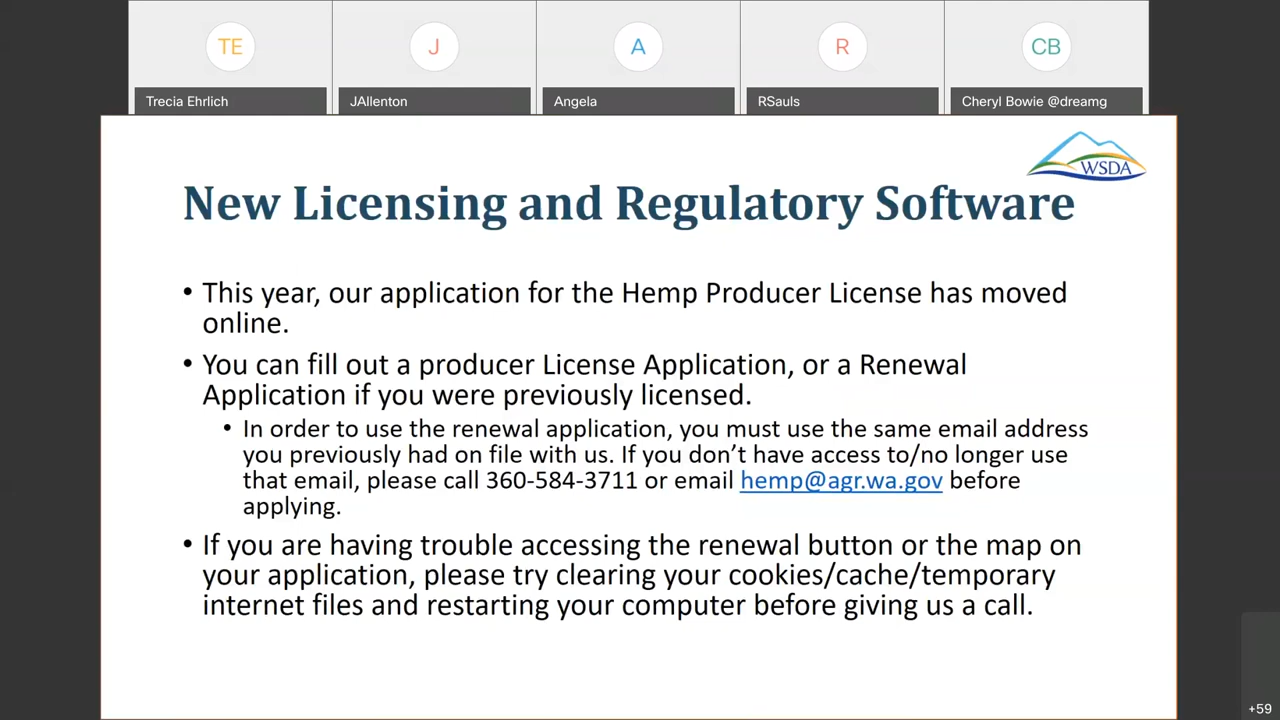 TE
J
A
R
CB
Trecia Ehrlich
JAllenton
Angela
RSauls
Cheryl Bowie @dreamg
WSDA
New Licensing and Regulatory Software
• This year, our application for the Hemp Producer License has moved
online.
• You can fill out a producer License Application, or a Renewal
Application if you were previously licensed.
• In order to use the renewal application, you must use the same email address
you previously had on file with us. If you don’t have access to/no longer use
that email, please call 360-584-3711 or email hemp@agr.wa.gov before
applying.
• If you are having trouble accessing the renewal button or the map on
your application, please try clearing your cookies/cache/temporary
internet files and restarting your computer before giving us a call.
+59